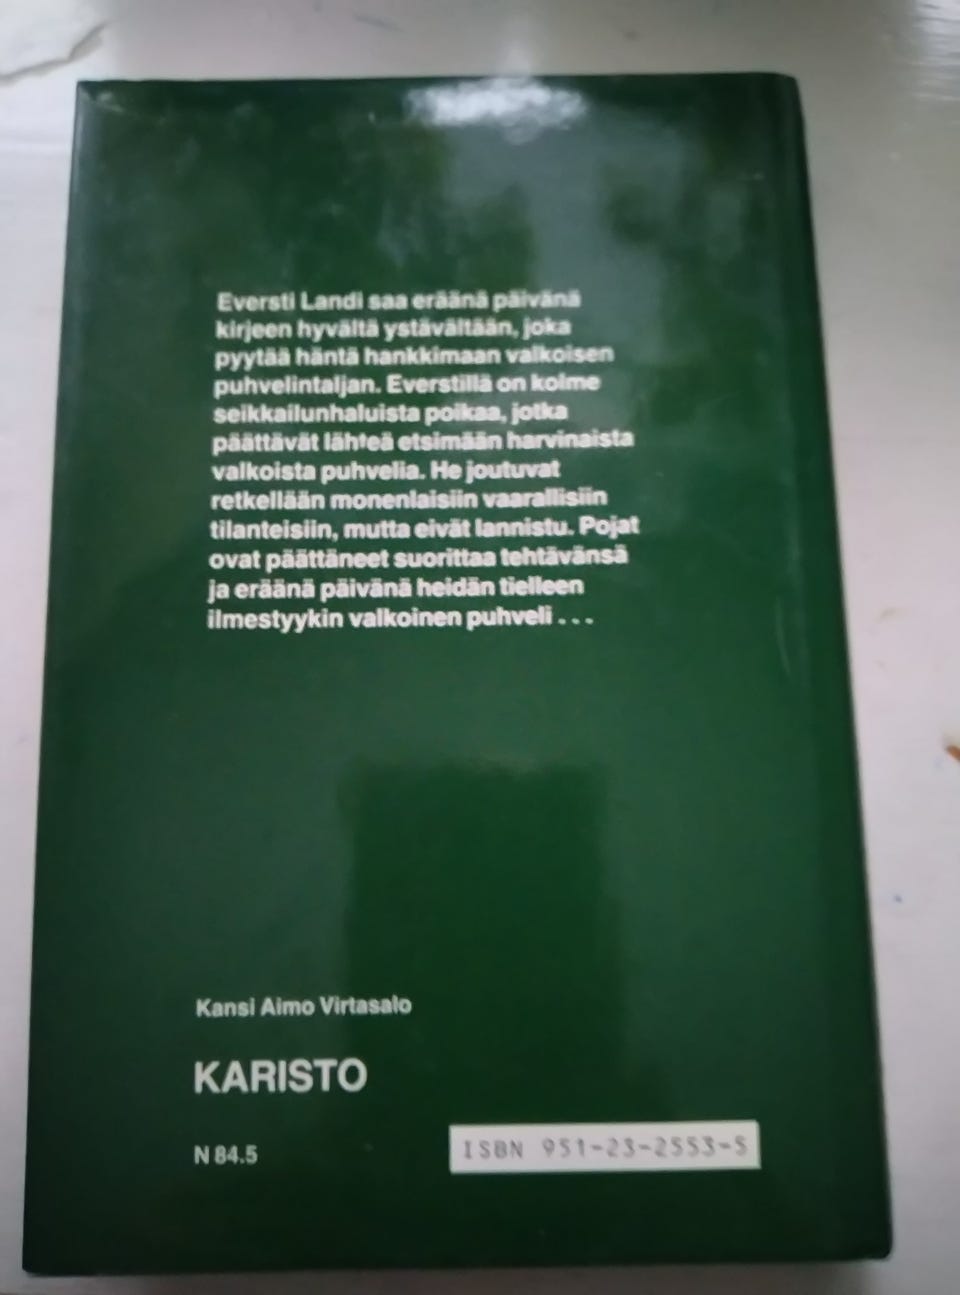 Eversti Landi saa eräänä päivänä
kirjeen hyvältä ystävältään, joka
pyytää häntä hankkimaan valkoisen
puhvelintaljan. Everstillä on kolme
seikkailunhaluista poikaa, jotka
päättävät lähteä etsimään harvinaista
valkoista puhvelia. He joutuvat
retkellään monenlaisiin vaarallisiin
tilanteisiin, mutta eivät lannistu. Pojat
ovat päättäneet suorittaa tehtävänsä
ja eräänä päivänä heidän tielleen
ilmestyykin valkoinen puhveli . . .
Kansi Aimo Virtasalo
KARISTO
N 84.5
ISBN 951-23-2553-5